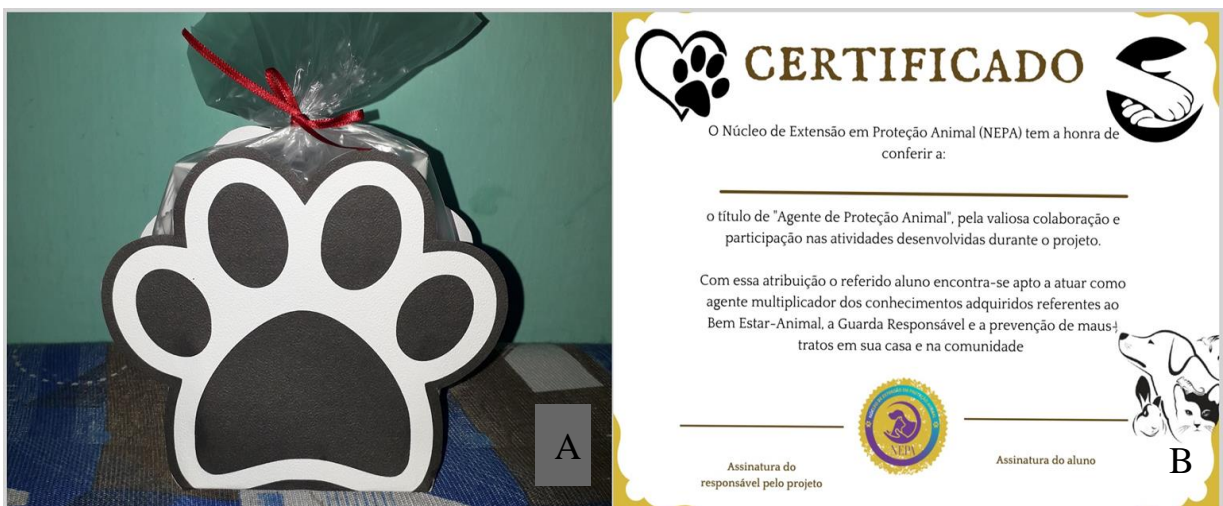 A
CERTIFICADO
O Núcleo de Extensão em Proteção Animal (NEPA) tem a honra de
conferir a:
o título de "Agente de Proteção Animal", pela valiosa colaboração e
participação nas atividades desenvolvidas durante o projeto.
Com essa atribuição o referido aluno encontra-se apto a atuar como
agente multiplicador dos conhecimentos adquiridos referentes ao
Bem Estar-Animal, a Guarda Responsável e a prevenção de maus-
tratos em sua casa e na comunidade
NEPA
Assinatura do
responsável pelo projeto
Assinatura do aluno
B